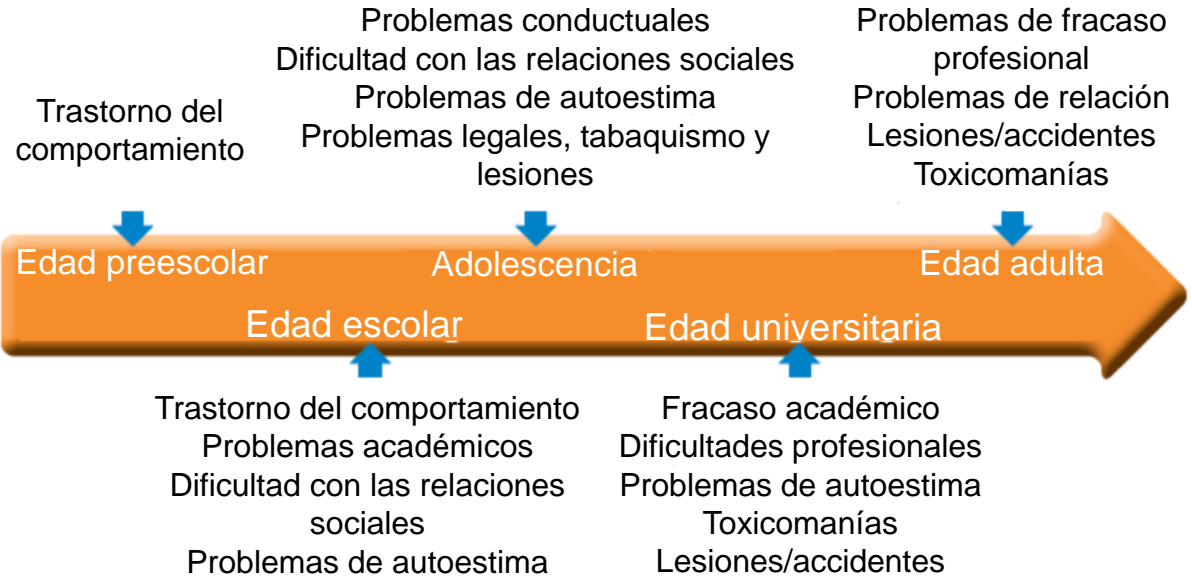 Trastorno del
comportamiento
Problemas conductuales
Dificultad con las relaciones sociales
Problemas de autoestima
Problemas legales, tabaquismo y
lesiones
Problemas de fracaso
profesional
Problemas de relación
Lesiones/accidentes
Toxicomanías
Edad preescolar
Adolescencia
Edad adulta
Edad escolar
Edad universitaria
Trastorno del comportamiento
Problemas académicos
Dificultad con las relaciones
sociales
Problemas de autoestima
Fracaso académico
Dificultades profesionales
Problemas de autoestima
Toxicomanías
Lesiones/accidentes